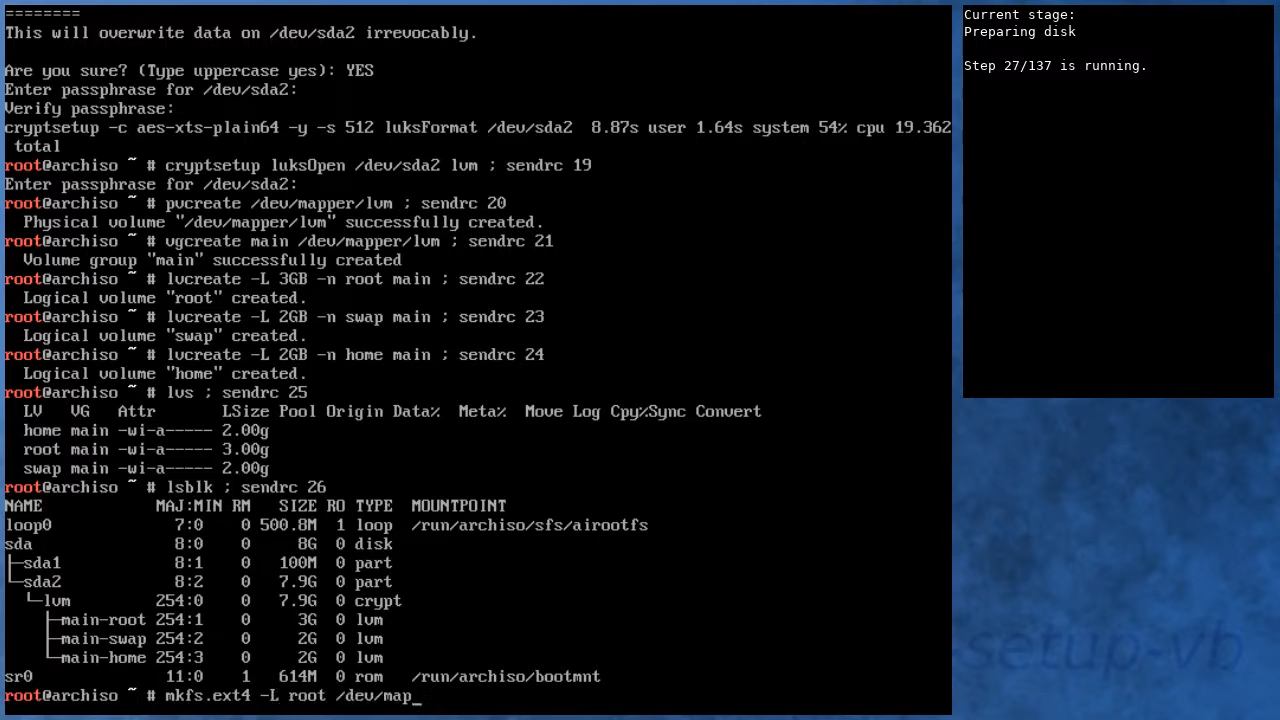 ========
This will overwrite data on /dev/sda2 irrevocably.
Are you sure? (Type uppercase yes): YES
Enter passphrase for /dev/sda2:
Verify passphrase:
cryptsetup -c aes-xts-plain64 -y -s 512 luksFormat /dev/sda2  8.87s user 1.64s system 54% cpu 19.362
 total
root@archiso ~ # cryptsetup luksOpen /dev/sda2 lvm ; sendrc 19
Enter passphrase for /dev/sda2:
root@archiso ~ # pvcreate /dev/mapper/lvm ; sendrc 20
  Physical volume "/dev/mapper/lvm" successfully created.
root@archiso ~ # vgcreate main /dev/mapper/lvm ; sendrc 21
  Volume group "main" successfully created
root@archiso ~ # lvcreate -L 3GB -n root main ; sendrc 22
  Logical volume "root" created.
root@archiso ~ # lvcreate -L 2GB -n swap main ; sendrc 23
  Logical volume "swap" created.
root@archiso ~ # lvcreate -L 2GB -n home main ; sendrc 24
  Logical volume "home" created.
root@archiso ~ # lvs ; sendrc 25
  LV   VG   Attr       LSize Pool Origin Data%  Meta%  Move Log Cpy%Sync Convert
  home main -wi-a----- 2.00g
  root main -wi-a----- 3.00g
  swap main -wi-a----- 2.00g
root@archiso ~ # lsblk ; sendrc 26
NAME            MAJ:MIN RM   SIZE RO TYPE  MOUNTPOINT
loop0             7:0    0 500.8M  1 loop  /run/archiso/sfs/airootfs
sda               8:0    0     8G  0 disk
├─sda1            8:1    0   100M  0 part
└─sda2            8:2    0   7.9G  0 part
  └─lvm         254:0    0   7.9G  0 crypt
    ├─main-root 254:1    0     3G  0 lvm
    ├─main-swap 254:2    0     2G  0 lvm
    └─main-home 254:3    0     2G  0 lvm
sr0              11:0    1   614M  0 rom   /run/archiso/bootmnt
root@archiso ~ # mkfs.ext4 -L root /dev/map_
Current stage:
Preparing disk
Step 27/137 is running.
-setup-vb